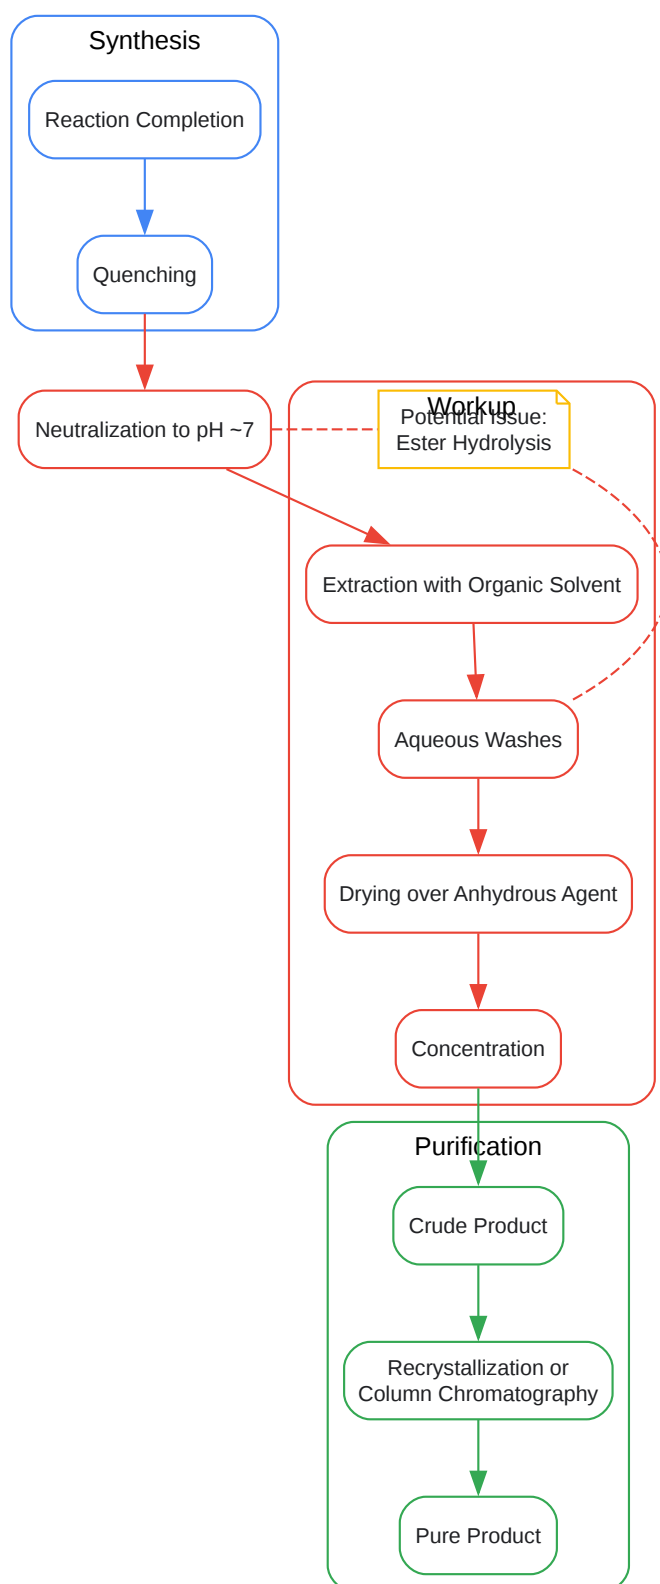 Synthesis
Reaction Completion
Quenching
Neutralization to pH ~7
Workup
Potential Issue:
Ester Hydrolysis
Extraction with Organic Solvent
Aqueous Washes
Drying over Anhydrous Agent
Concentration
Purification
Crude Product
Recrystallization or
Column Chromatography
Pure Product